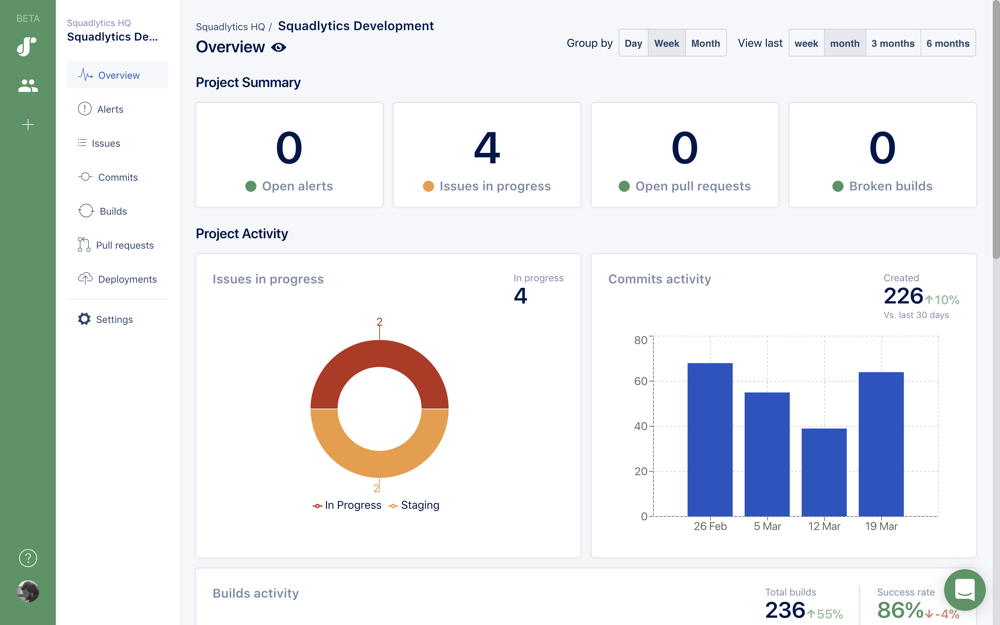 BETA
Squadlytics HQ
Squadlytics De...
Overview
Alerts
Issues
Commits
Builds
Pull requests
Deployments
Settings
Squadlytics HQ / Squadlytics Development
Overview
Group by Day Week Month View last week month 3 months 6 months
Project Summary
0
Open alerts
4
Issues in progress
0
Open pull requests
0
Broken builds
Project Activity
Issues in progress
In progress
4
2
2
In Progress Staging
Commits activity
Created
226 ↑10%
Vs. last 30 days
80
60
40
20
0
26 Feb 5 Mar 12 Mar 19 Mar
Builds activity
Total builds
236 ↑55%
Success rate
86% ↓-4%
?